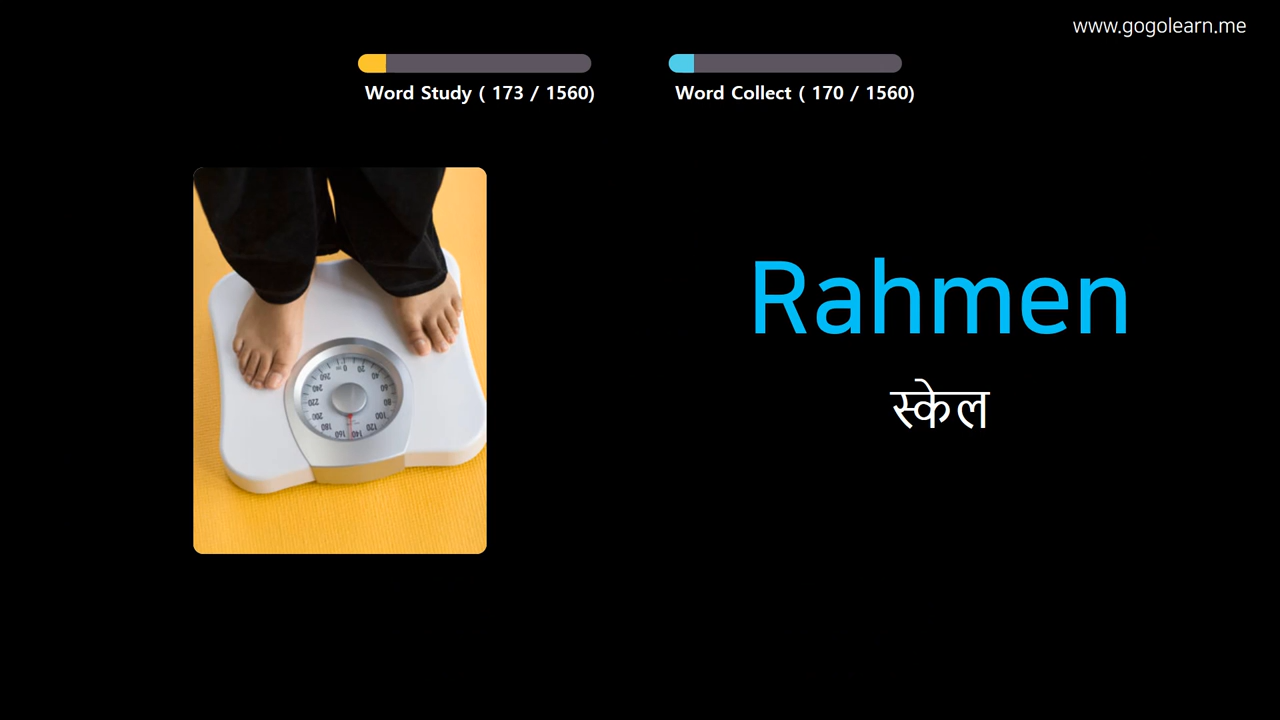 www.gogolearn.me
Word Study ( 173 / 1560)
Word Collect ( 170 / 1560)
Rahmen
स्केल